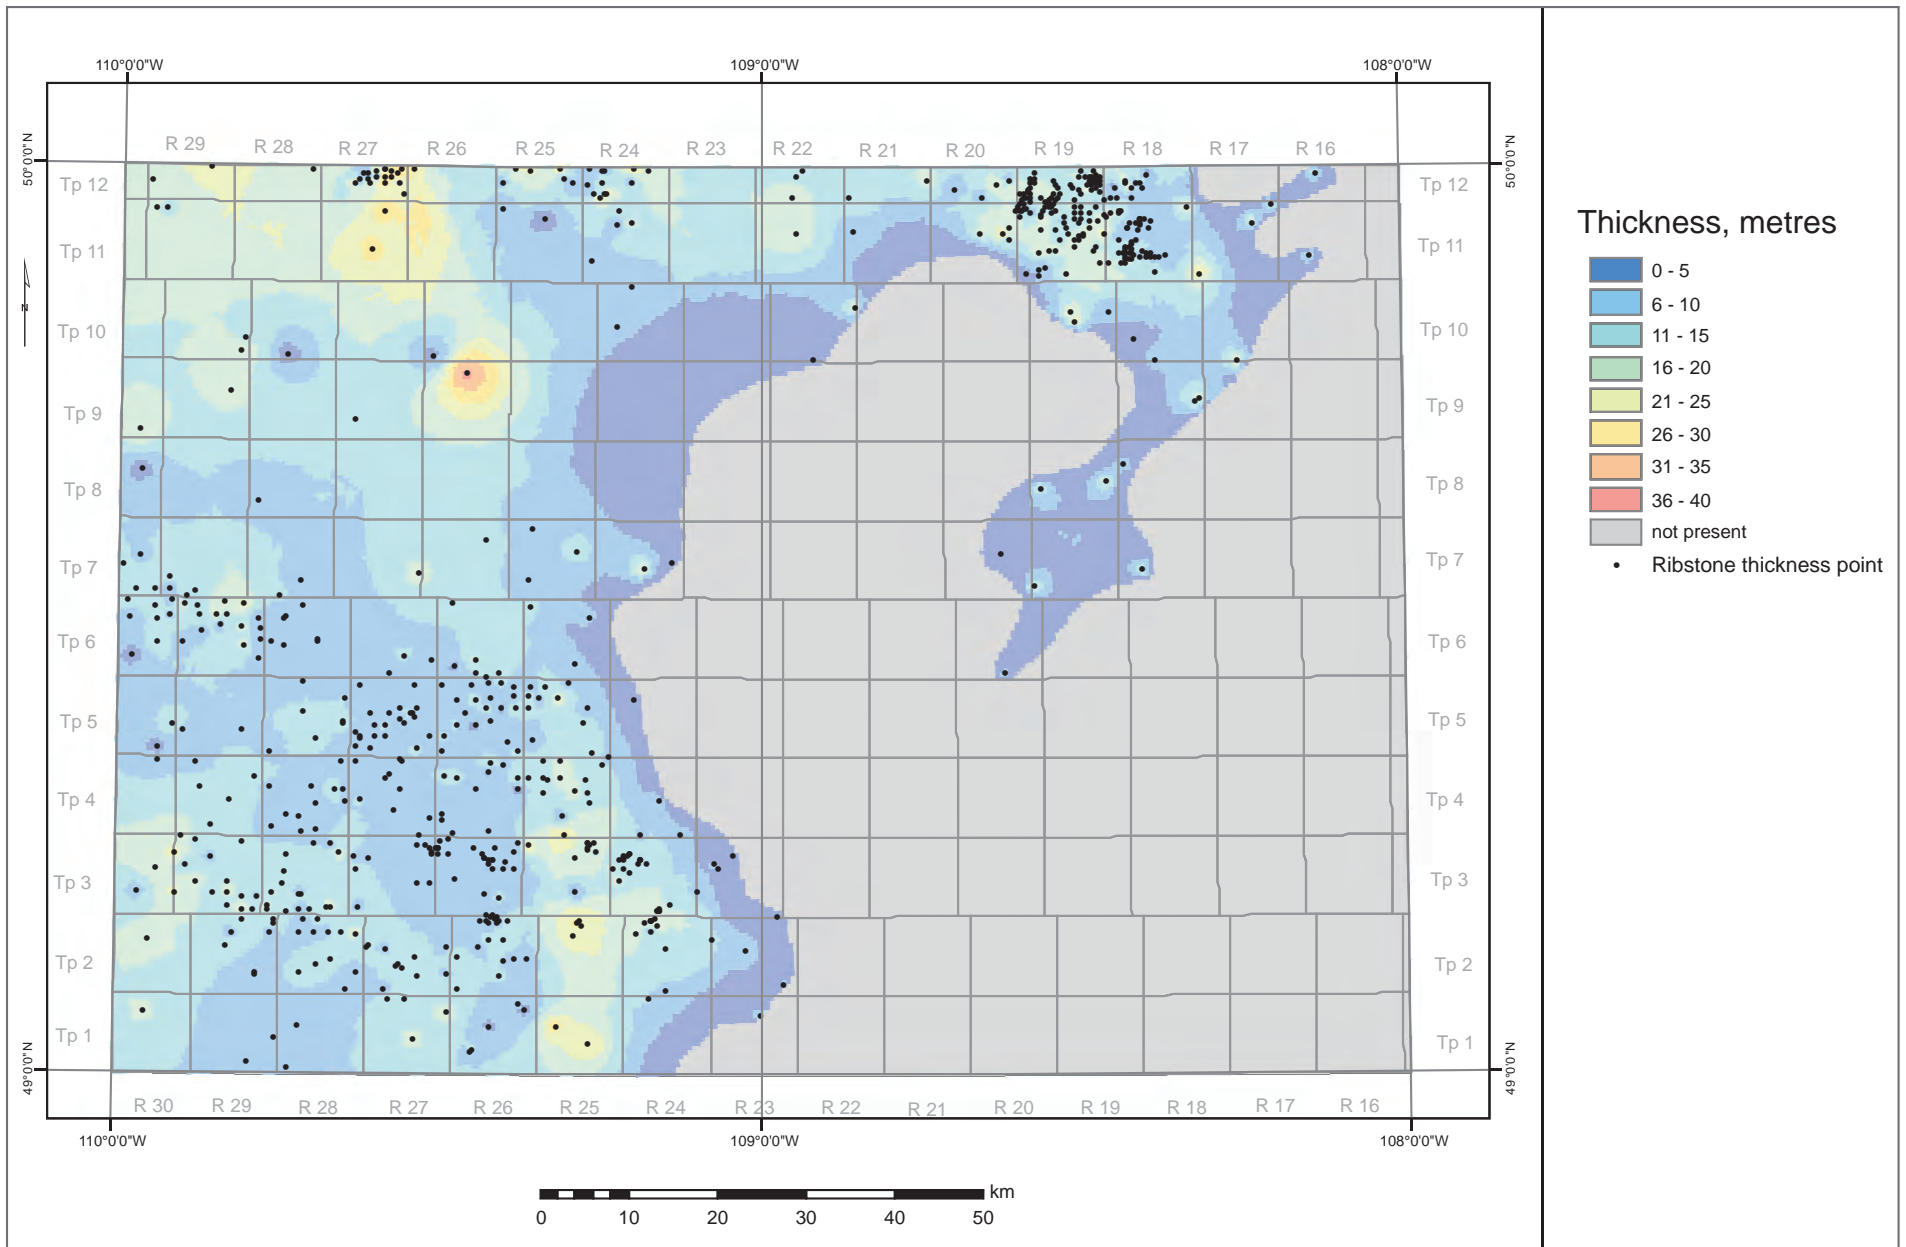 110°0'0"W 109°0'0"W 108°0'0"W
50°0'0"N 50°0'0"N
R 29 R 28 R 27 R 26 R 25 R 24 R 23 R 22 R 21 R 20 R 19 R 18 R 17 R 16
Tp 12 Tp 12
Tp 11 Tp 11
Tp 10 Tp 10
Tp 9 Tp 9
Tp 8 Tp 8
Tp 7 Tp 7
Tp 6 Tp 6
Tp 5 Tp 5
Tp 4 Tp 4
Tp 3 Tp 3
Tp 2 Tp 2
Tp 1 Tp 1
N
49°0'0"N 49°0'0"N
R 30 R 29 R 28 R 27 R 26 R 25 R 24 R 23 R 22 R 21 R 20 R 19 R 18 R 17 R 16
110°0'0"W 109°0'0"W 108°0'0"W
km
0 10 20 30 40 50
Thickness, metres
0 - 5
6 - 10
11 - 15
16 - 20
21 - 25
26 - 30
31 - 35
36 - 40
not present
Ribstone thickness point